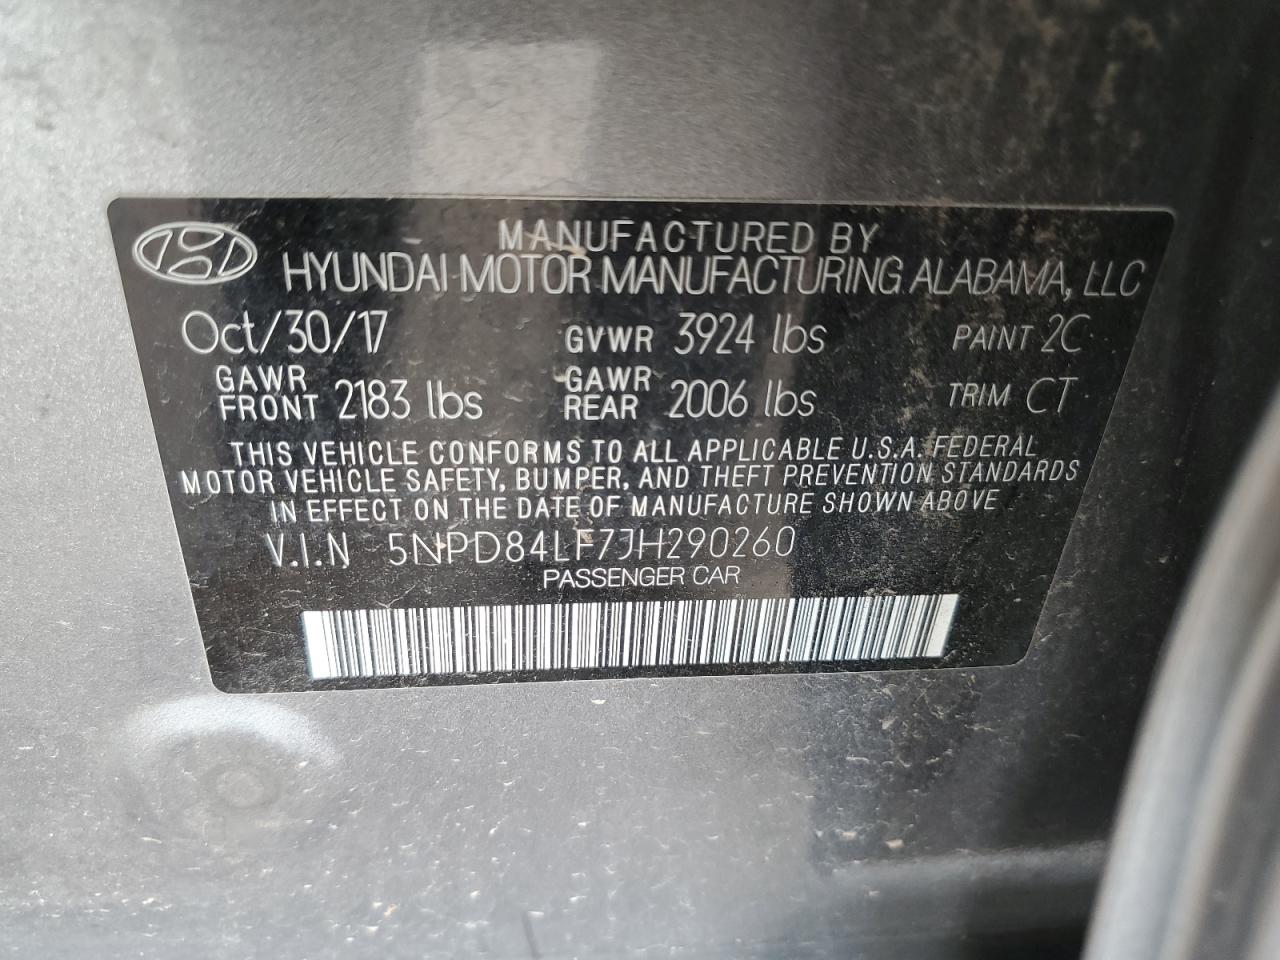 MANUFACTURED BY
HYUNDAI MOTOR MANUFACTURING ALABAMA, LLC
Oct/30/17 GVWR 3924 lbs PAINT 2C
GAWR FRONT 2183 lbs GAWR REAR 2006 lbs TRIM CT
THIS VEHICLE CONFORMS TO ALL APPLICABLE U.S.A. FEDERAL
MOTOR VEHICLE SAFETY, BUMPER, AND THEFT PREVENTION STANDARDS
IN EFFECT ON THE DATE OF MANUFACTURE SHOWN ABOVE
V.I.N 5NPD84LF7JH290260
PASSENGER CAR